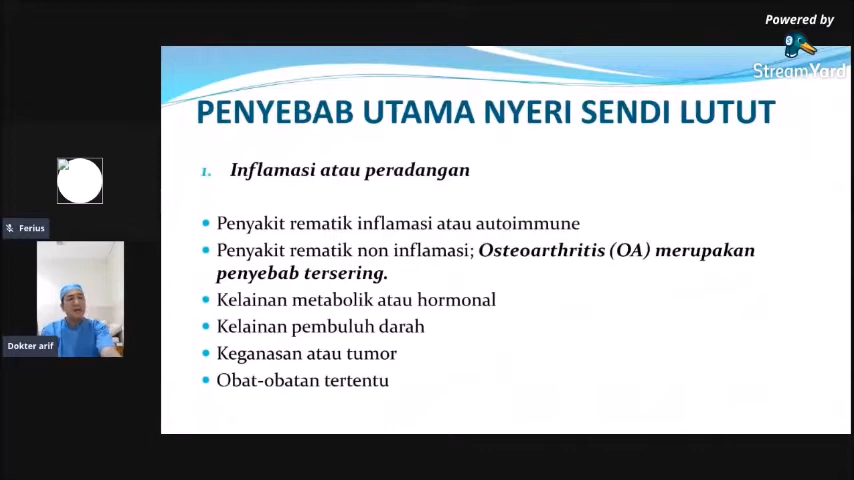 Powered by
StreamYard
PENYEBAB UTAMA NYERI SENDI LUTUT
1. Inflamasi atau peradangan
• Penyakit rematik inflamasi atau autoimmune
• Penyakit rematik non inflamasi; Osteoarthritis (OA) merupakan
penyebab tersering.
• Kelainan metabolik atau hormonal
• Kelainan pembuluh darah
• Keganasan atau tumor
• Obat-obatan tertentu
Ferius
Dokter arif